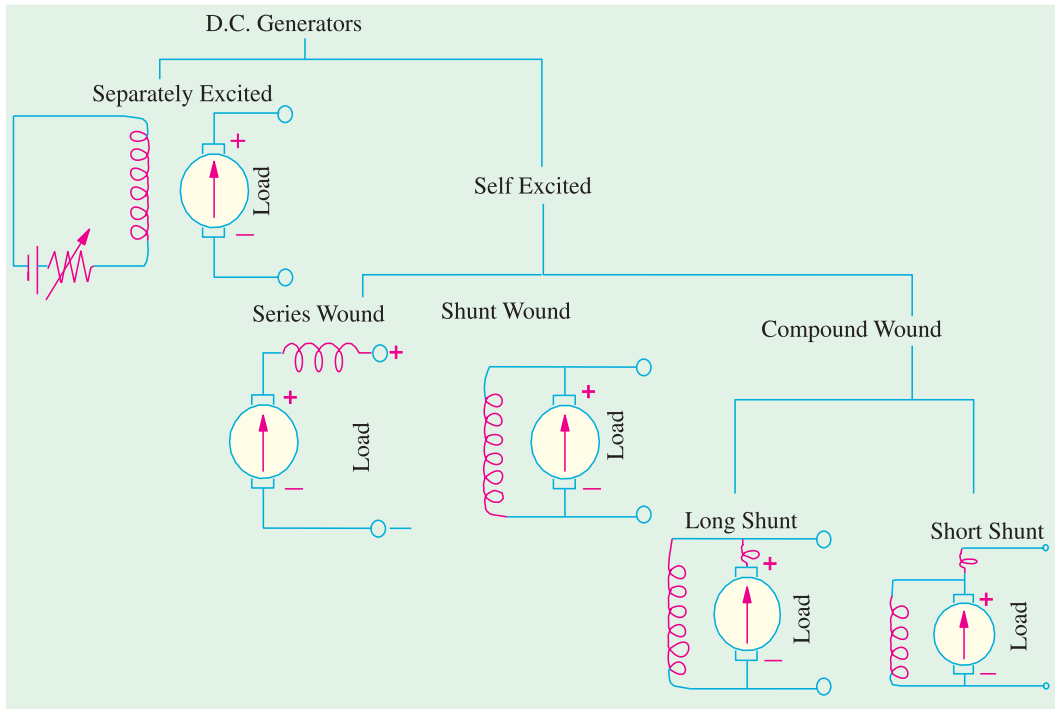 D.C. Generators
Separately Excited
+
Load
–
Self Excited
Series Wound
Shunt Wound
Compound Wound
+
+
Load
–
–
+
Load
–
Long Shunt
+
Load
–
Short Shunt
+
Load
–